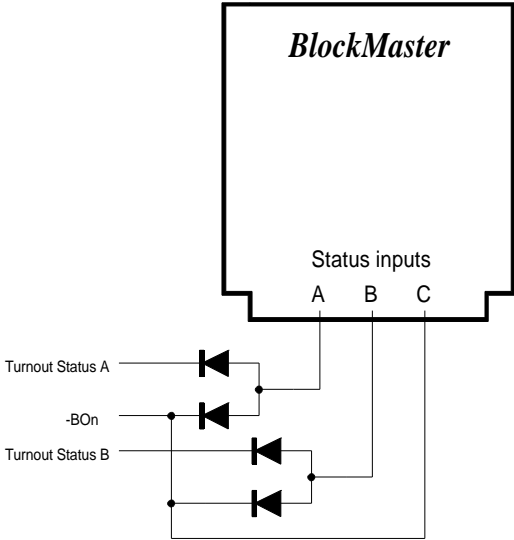 BlockMaster
Status inputs
A B C
Turnout Status A
-BOn
Turnout Status B